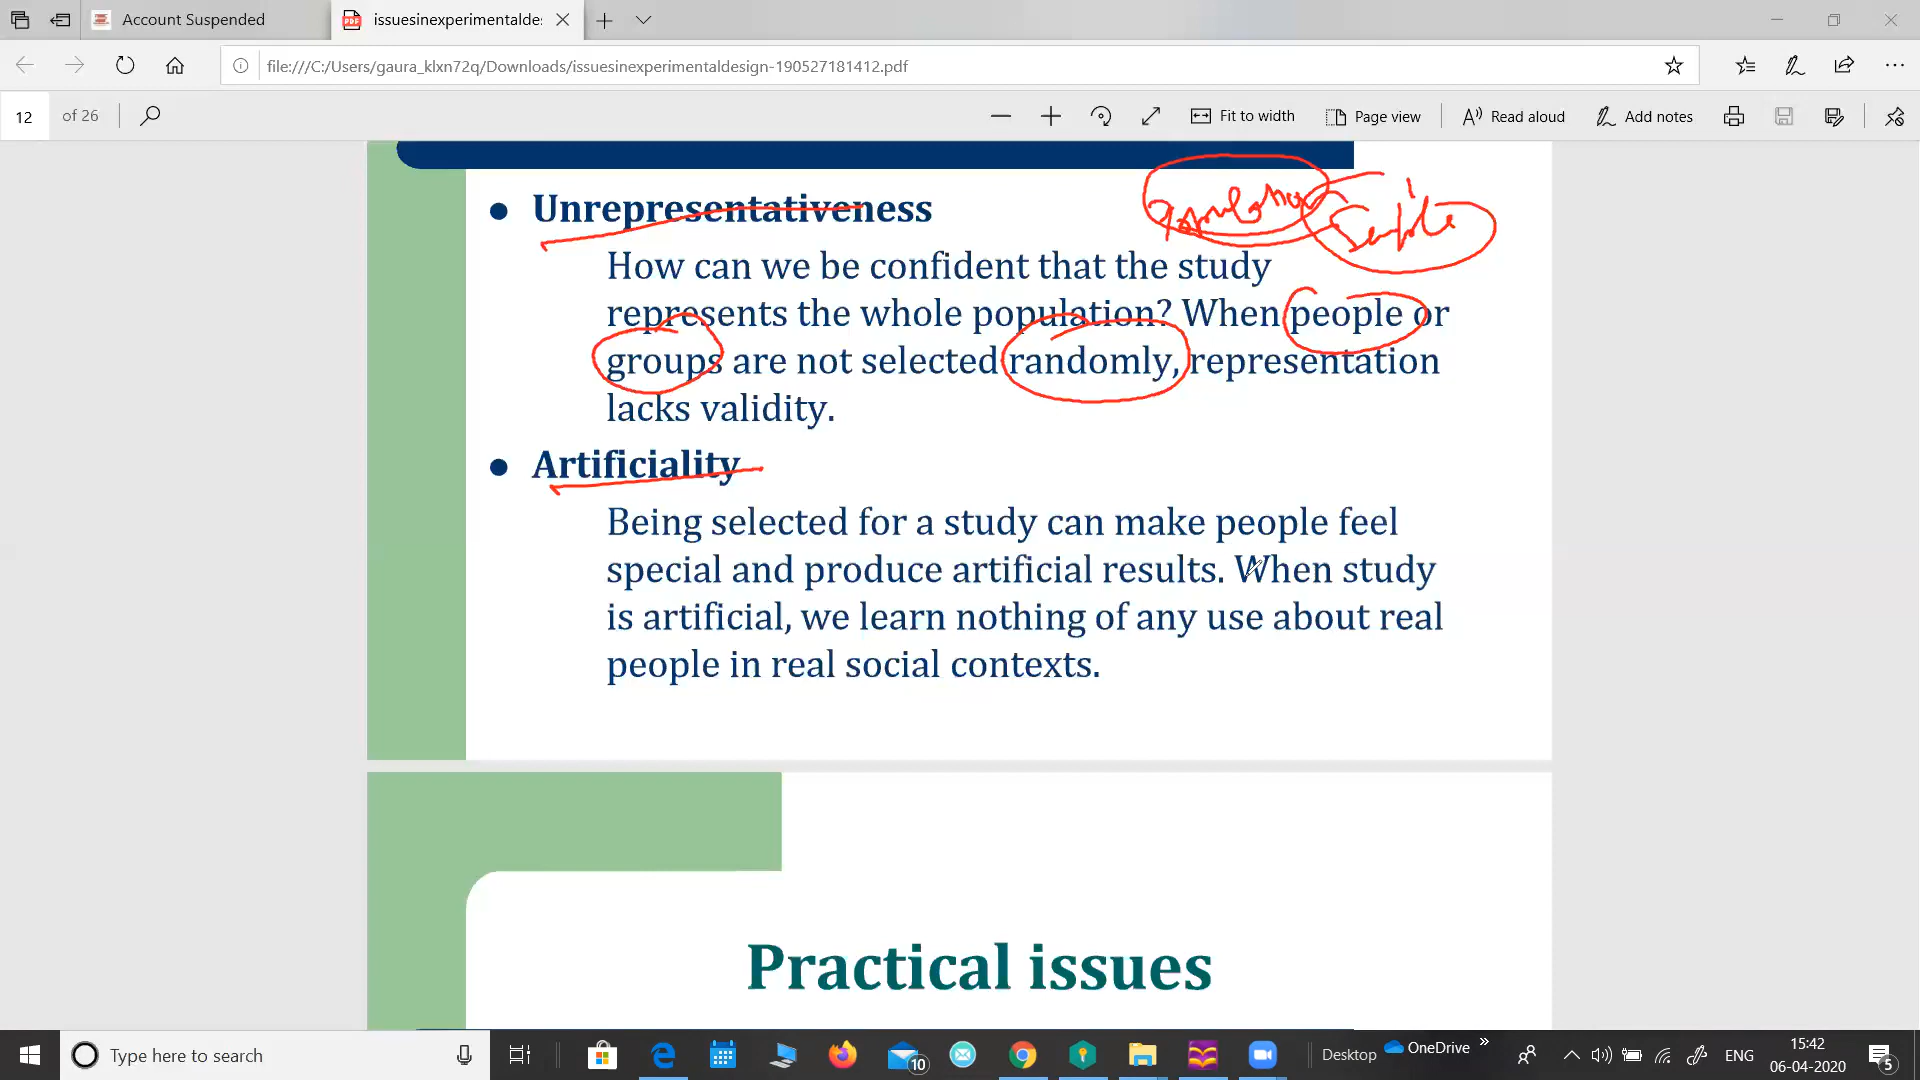 Account Suspended
issuesinexperimentaldes
file:///C:/Users/gaura_klxn72q/Downloads/issuesinexperimentaldesign-190527181412.pdf
12 of 26
Fit to width
Page view
Read aloud
Add notes
Population
Sample
Unrepresentativeness
How can we be confident that the study
represents the whole population? When people or
groups are not selected randomly, representation
lacks validity.
Artificiality
Being selected for a study can make people feel
special and produce artificial results. When study
is artificial, we learn nothing of any use about real
people in real social contexts.
Practical issues
Type here to search
10
Desktop
OneDrive
ENG
15:42
06-04-2020
5